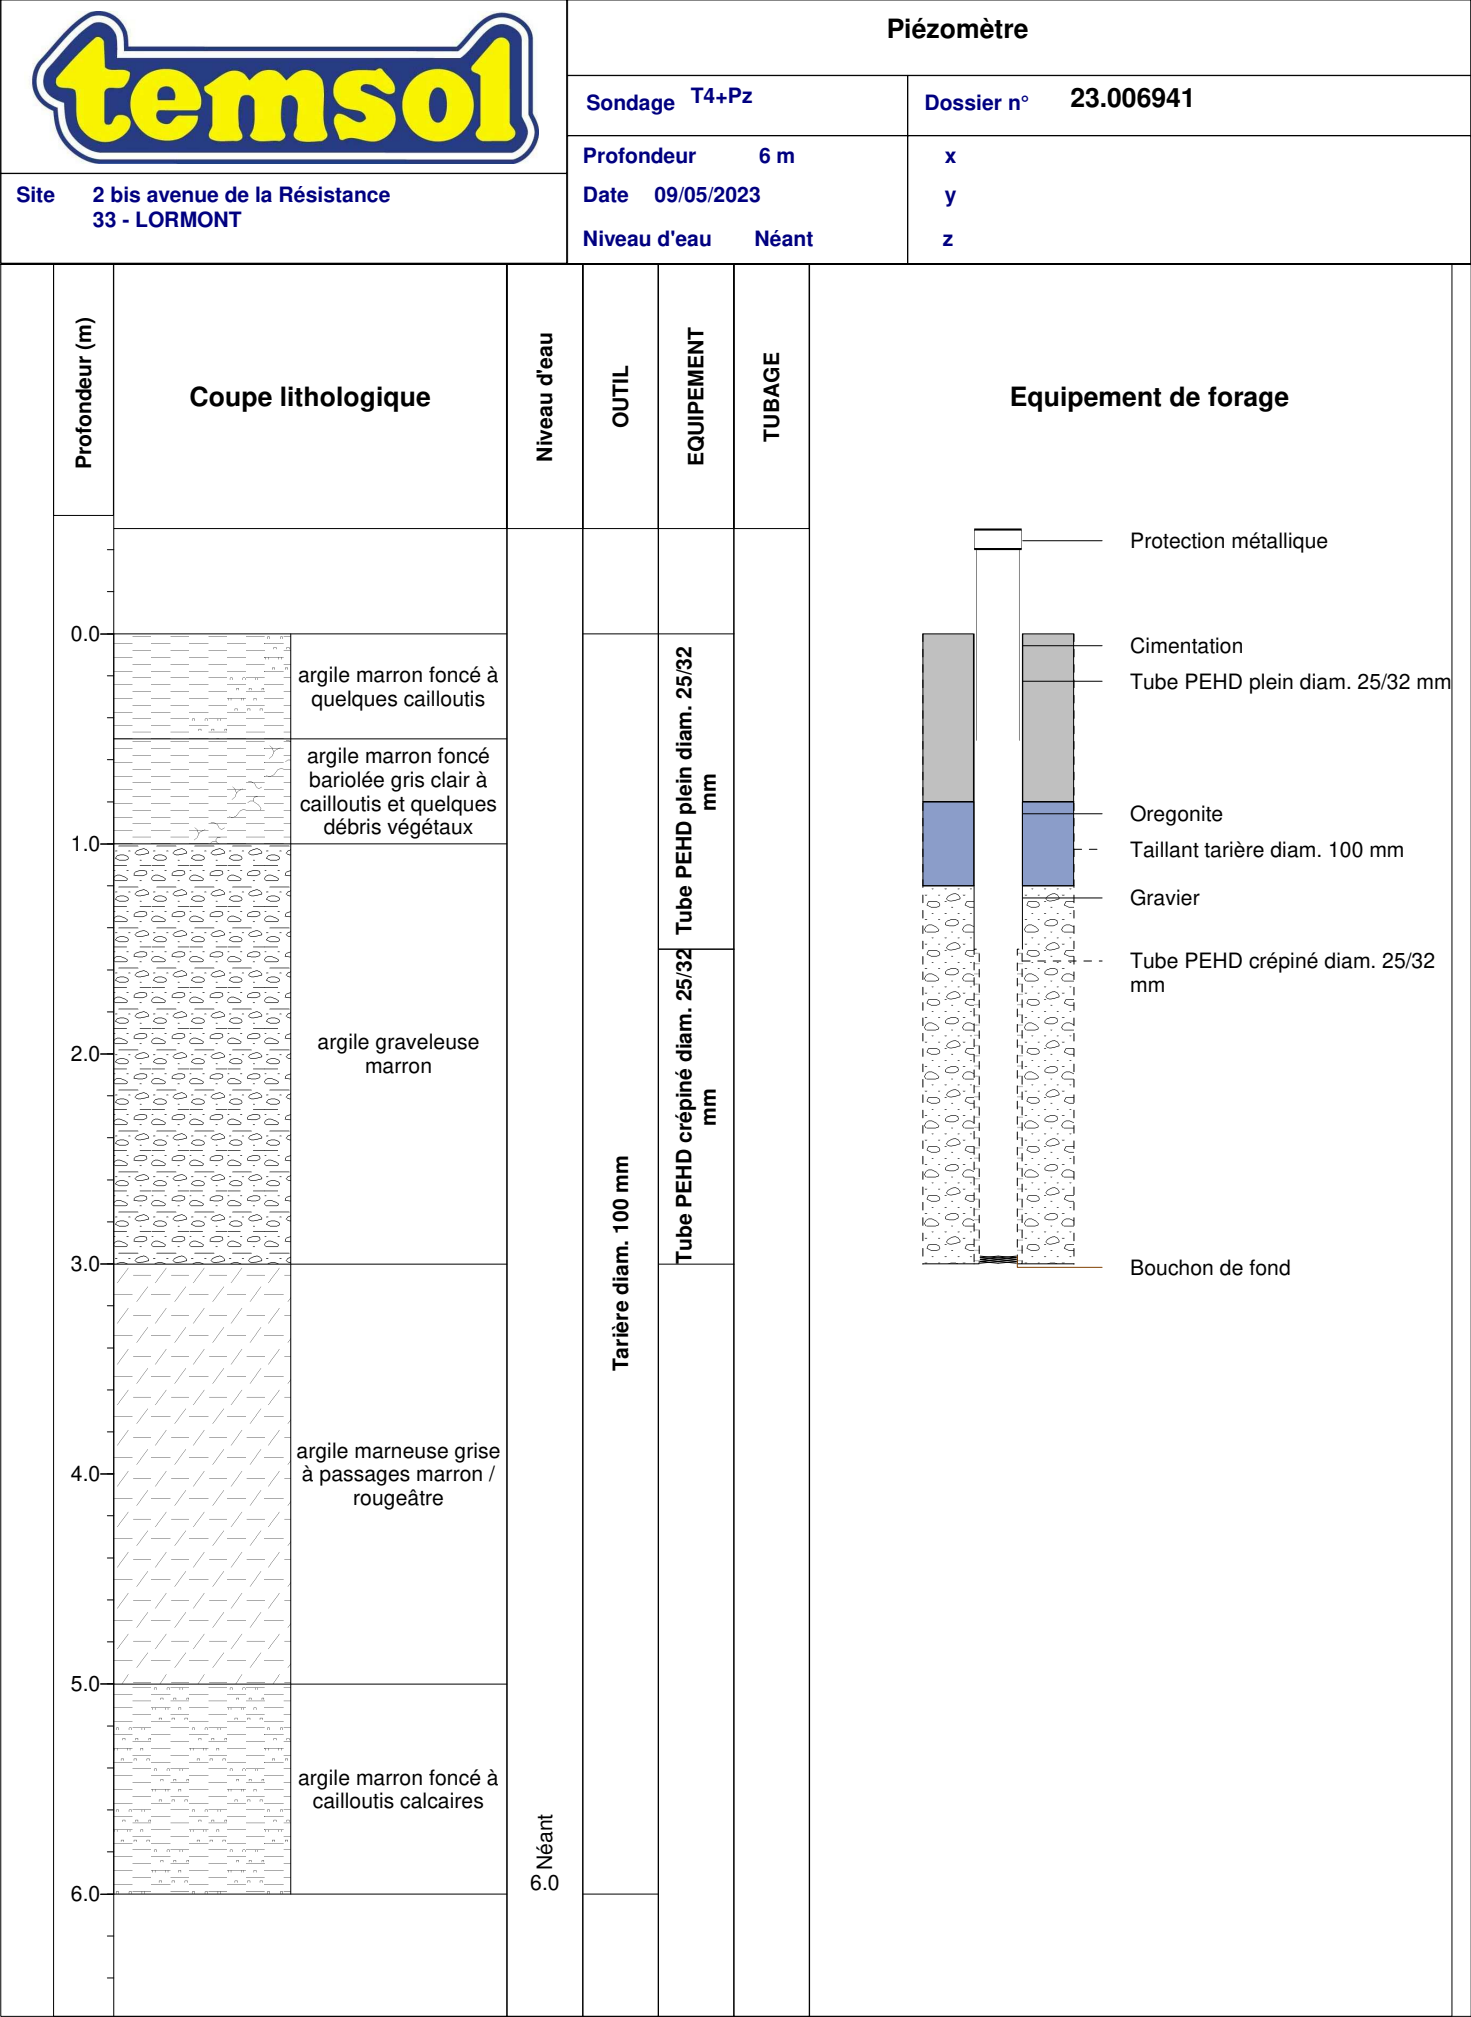 temsol
Piézomètre
Sondage T4+Pz
Dossier n° 23.006941
Site 2 bis avenue de la Résistance
33 - LORMONT
Profondeur 6 m
Date 09/05/2023
Niveau d'eau Néant
x
y
z
Profondeur (m)
Coupe lithologique
Niveau d'eau
OUTIL
EQUIPEMENT
TUBAGE
Equipement de forage
0.0
1.0
2.0
3.0
4.0
5.0
6.0
argile marron foncé à
quelques cailloutis
argile marron foncé
bariolée gris clair à
cailloutis et quelques
débris végétaux
argile graveleuse
marron
argile marneuse grise
à passages marron /
rougeâtre
argile marron foncé à
cailloutis calcaires
Néant
6.0
Tarière diam. 100 mm
Tube PEHD plein diam. 25/32
mm
Tube PEHD crépiné diam. 25/32
mm
Protection métallique
Cimentation
Tube PEHD plein diam. 25/32 mm
Oregonite
Taillant tarière diam. 100 mm
Gravier
Tube PEHD crépiné diam. 25/32
mm
Bouchon de fond